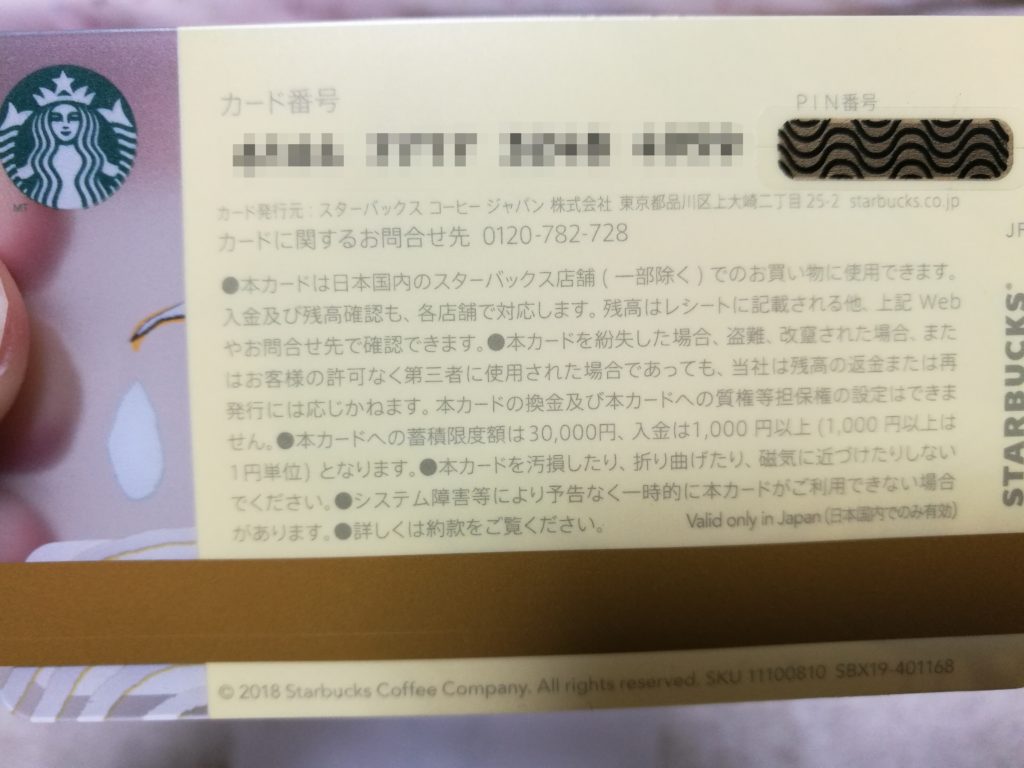 カード番号
PIN番号
カード発行元 : スターバックス コーヒー ジャパン 株式会社 東京都品川区上大崎二丁目 25-2 starbucks.co.jp
カードに関するお問合せ先 0120-782-728
●本カードは日本国内のスターバックス店舗 ( 一部除く ) でのお買い物に使用できます。
入金及び残高確認も、各店舗で対応します。残高はレシートに記載される他、上記 Web
やお問合せ先で確認できます。●本カードを紛失した場合、盗難、改竄された場合、また
はお客様の許可なく第三者に使用された場合であっても、当社は残高の返金または再
発行には応じかねます。本カードの換金及び本カードへの質権等担保権の設定はできま
せん。●本カードへの蓄積限度額は30,000円、入金は1,000 円以上 (1,000 円以上は
1円単位) となります。●本カードを汚損したり、折り曲げたり、磁気に近づけたりしない
でください。●システム障害等により予告なく一時的に本カードがご利用できない場合
があります。●詳しくは約款をご覧ください。
Valid only in Japan (日本国内でのみ有効)
STARBUCKS
© 2018 Starbucks Coffee Company. All rights reserved. SKU 11100810 SBX19-401168